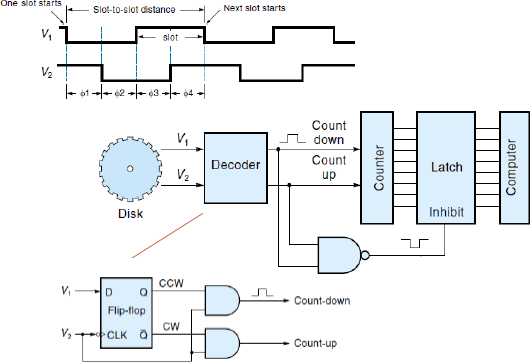 One slot starts
Slot-to-slot distance
Next slot starts
V1
slot
V2
ϕ1 ϕ2 ϕ3 ϕ4
V1
V2
Disk
Decoder
Count
down
Count
up
Counter
Latch
Inhibit
Computer
V1
V2
D Q
Flip-flop
CLK Q̅
CCW
CW
Count-down
Count-up